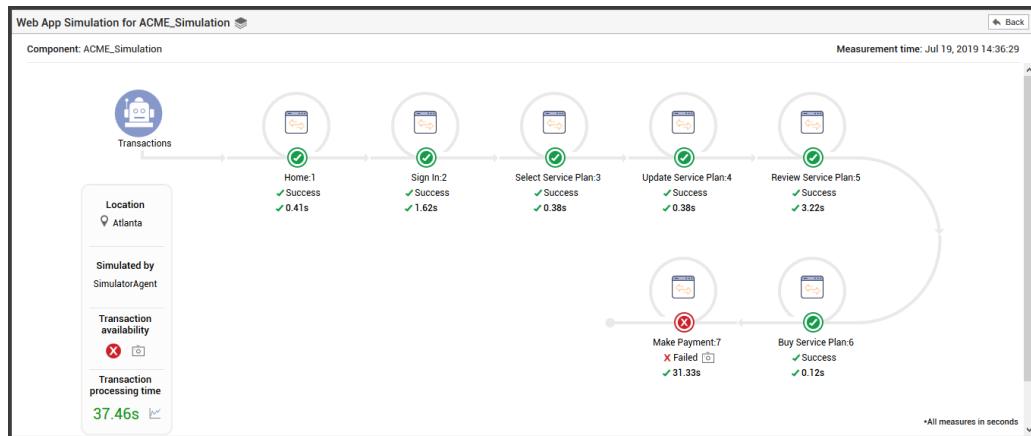 Web App Simulation for ACME_Simulation
Back
Component: ACME_Simulation
Measurement time: Jul 19, 2019 14:36:29
Transactions
Home:1
Success
0.41s
Sign In:2
Success
1.62s
Select Service Plan:3
Success
0.38s
Update Service Plan:4
Success
0.38s
Review Service Plan:5
Success
3.22s
Location
Atlanta
Simulated by
SimulatorAgent
Transaction
availability
Transaction
processing time
37.46s
Make Payment:7
Failed
31.33s
Buy Service Plan:6
Success
0.12s
*All measures in seconds